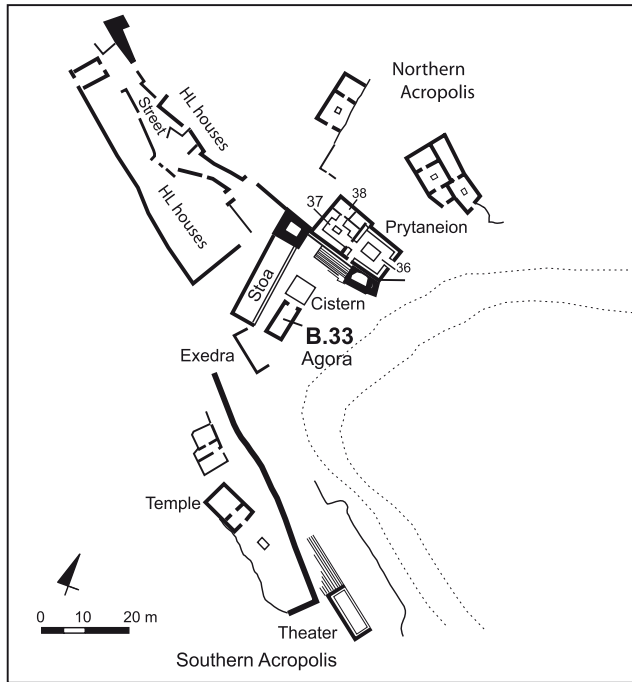 Northern
Acropolis
HL houses
Street
HL houses
37
38
Prytaneion
36
Stoa
Cistern
B.33
Agora
Exedra
Temple
0 10 20 m
Theater
Southern Acropolis